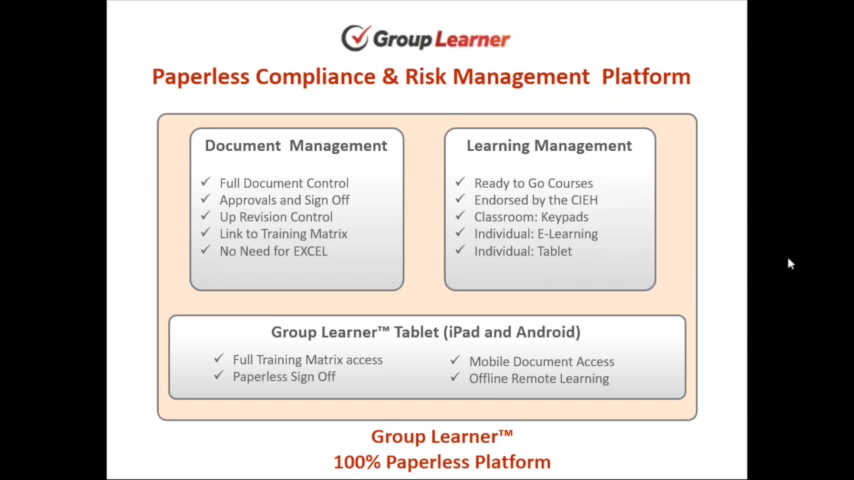 Group Learner
Paperless Compliance & Risk Management Platform
Document Management
✓ Full Document Control
✓ Approvals and Sign Off
✓ Up Revision Control
✓ Link to Training Matrix
✓ No Need for EXCEL
Learning Management
✓ Ready to Go Courses
✓ Endorsed by the CIEH
✓ Classroom: Keypads
✓ Individual: E-Learning
✓ Individual: Tablet
Group Learner™ Tablet (iPad and Android)
✓ Full Training Matrix access
✓ Paperless Sign Off
✓ Mobile Document Access
✓ Offline Remote Learning
Group Learner™
100% Paperless Platform